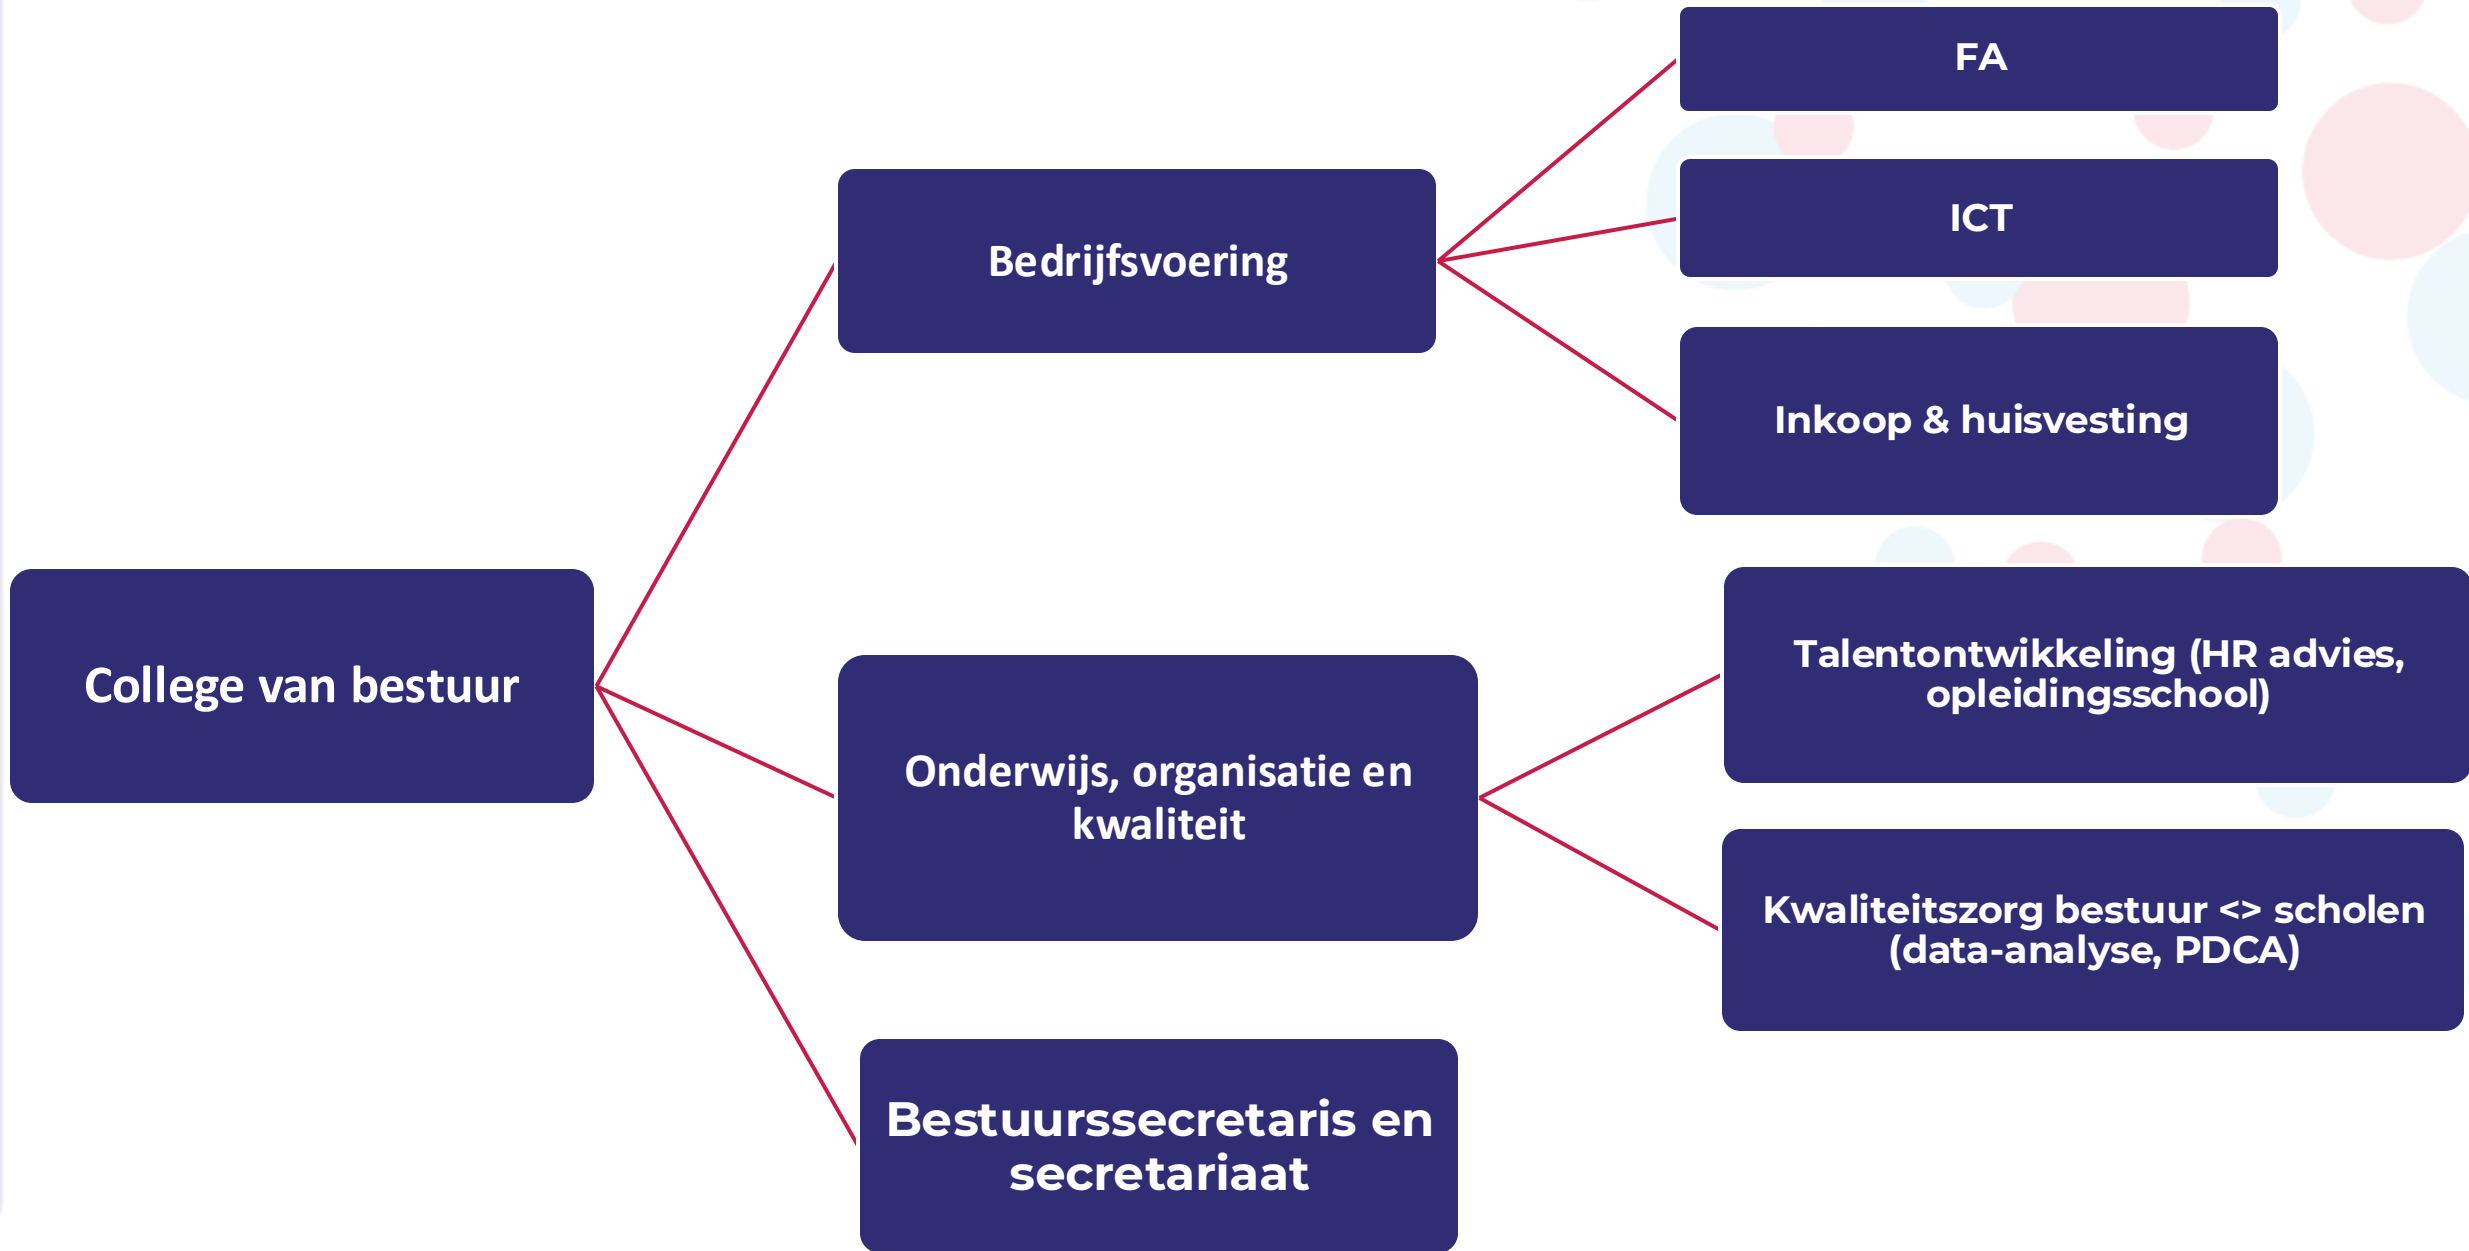 FA
ICT
Bedrijfsvoering
Inkoop & huisvesting
College van bestuur
Talentontwikkeling (HR advies,
opleidingsschool)
Onderwijs, organisatie en
kwaliteit
Kwaliteitszorg bestuur <> scholen
(data-analyse, PDCA)
Bestuurssecretaris en
secretariaat